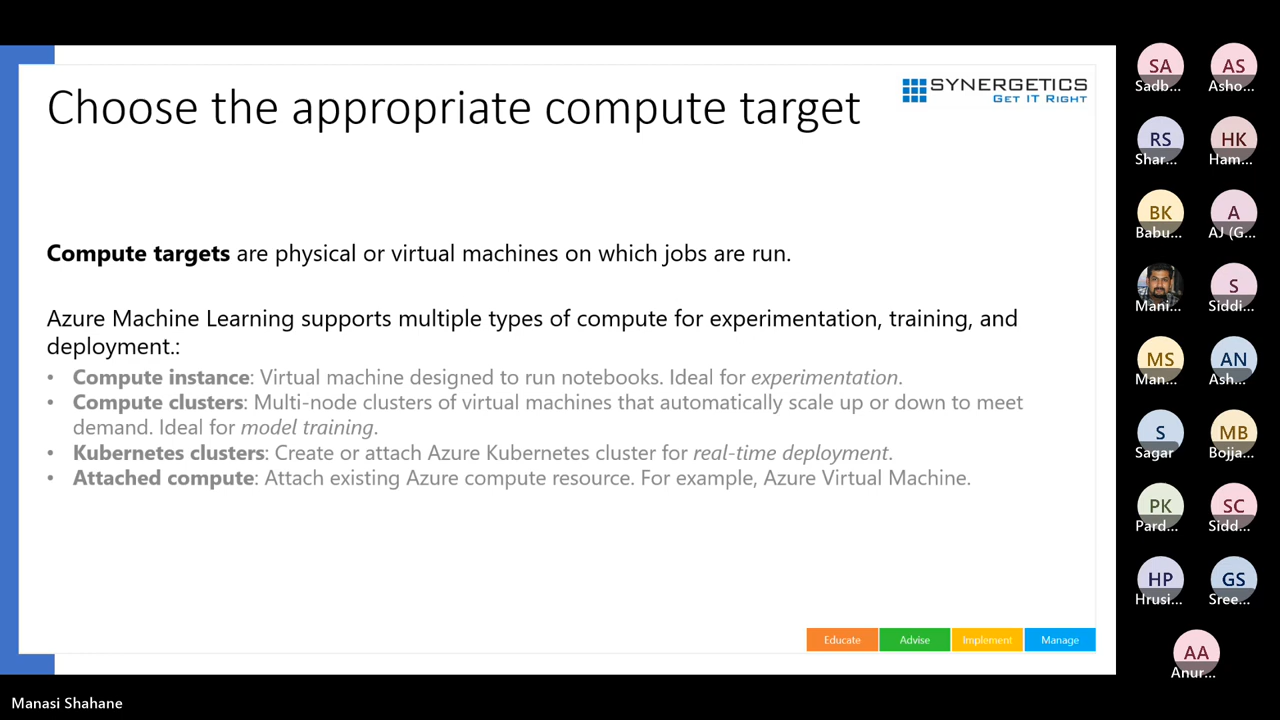 Choose the appropriate compute target
SYNERGETICS
GET IT RIGHT
Compute targets are physical or virtual machines on which jobs are run.
Azure Machine Learning supports multiple types of compute for experimentation, training, and
deployment.:
• Compute instance: Virtual machine designed to run notebooks. Ideal for experimentation.
• Compute clusters: Multi-node clusters of virtual machines that automatically scale up or down to meet
demand. Ideal for model training.
• Kubernetes clusters: Create or attach Azure Kubernetes cluster for real-time deployment.
• Attached compute: Attach existing Azure compute resource. For example, Azure Virtual Machine.
Educate Advise Implement Manage
SA AS
Sadb... Asho...
RS HK
Shar... Ham...
BK A
Babu... AJ (G...
S
Mani... Siddi...
MS AN
Man... Ash...
S MB
Sagar Bojja...
PK SC
Pard... Sidd...
HP GS
Hrusi... Sree...
AA
Anur...
Manasi Shahane